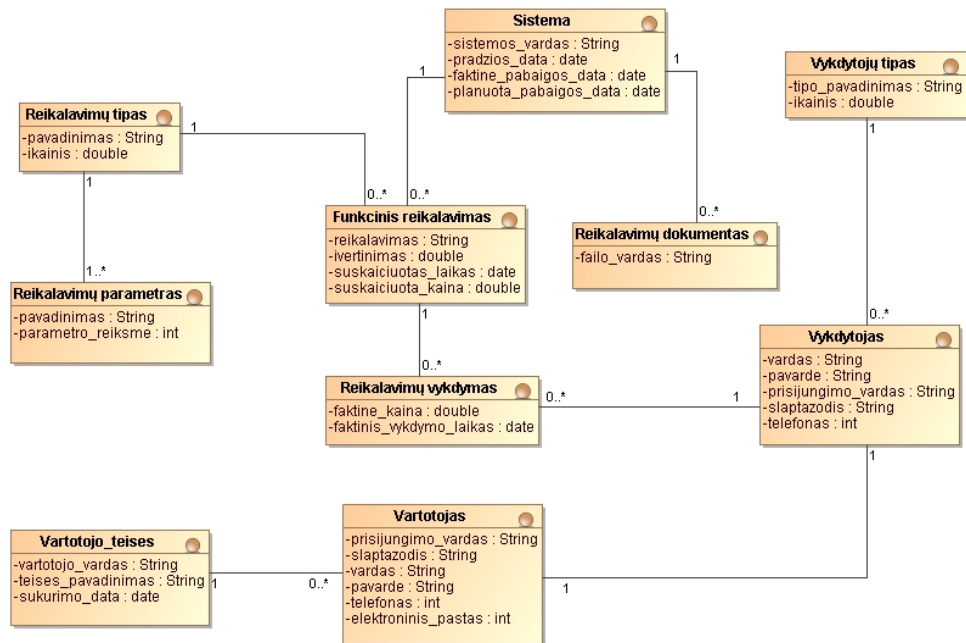 Sistema
-sistemos_vardas : String
-pradzios_data : date
-faktine_pabaigos_data : date
-planuota_pabaigos_data : date
1
1
Vykdytojų tipas
-tipo_pavadinimas : String
-ikainis : double
1
Reikalavimų tipas
-pavadinimas : String
-ikainis : double
1
1
0..*
0..*
Funkcinis reikalavimas
-reikalavimas : String
-ivertinimas : double
-suskaiciuotas_laikas : date
-suskaiciuota_kaina : double
1
0..*
Reikalavimų dokumentas
-failo_vardas : String
1..*
Reikalavimų parametras
-pavadinimas : String
-parametro_reiksme : int
0..*
Vykdytojas
-vardas : String
-pavarde : String
-prisijungimo_vardas : String
-slaptazodis : String
-telefonas : int
1
1
0..*
Reikalavimų vykdymas
-faktine_kaina : double
-faktinis_vykdymo_laikas : date
0..*
Vartotojo_teises
-vartotojo_vardas : String
-teises_pavadinimas : String
-sukurimo_data : date
1
0..*
Vartotojas
-prisijungimo_vardas : String
-slaptazodis : String
-vardas : String
-pavarde : String
-telefonas : int
-elektroninis_pastas : int
1